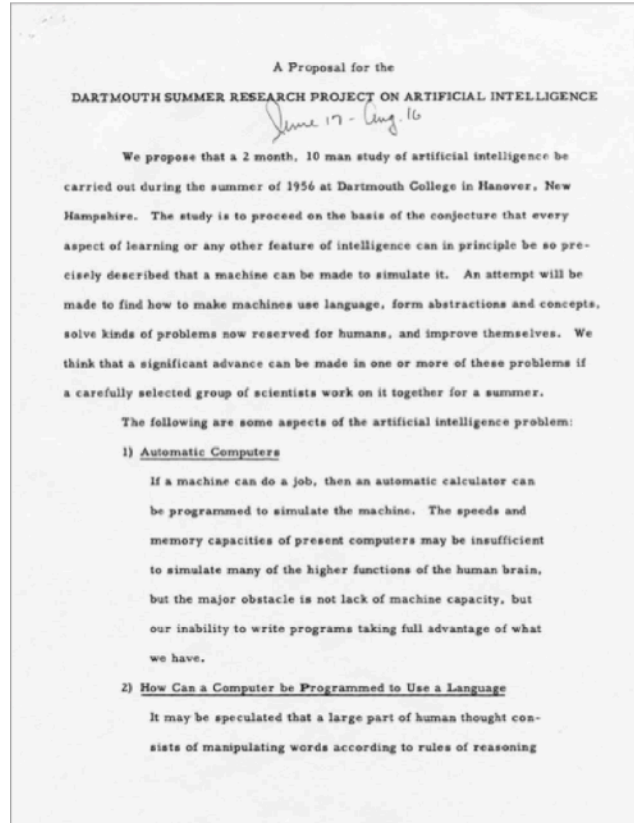 A Proposal for the
DARTMOUTH SUMMER RESEARCH PROJECT ON ARTIFICIAL INTELLIGENCE
June 17 - Aug. 16
We propose that a 2 month, 10 man study of artificial intelligence be
carried out during the summer of 1956 at Dartmouth College in Hanover, New
Hampshire. The study is to proceed on the basis of the conjecture that every
aspect of learning or any other feature of intelligence can in principle be so pre-
cisely described that a machine can be made to simulate it. An attempt will be
made to find how to make machines use language, form abstractions and concepts,
solve kinds of problems now reserved for humans, and improve themselves. We
think that a significant advance can be made in one or more of these problems if
a carefully selected group of scientists work on it together for a summer.
The following are some aspects of the artificial intelligence problem:
1) Automatic Computers
If a machine can do a job, then an automatic calculator can
be programmed to simulate the machine. The speeds and
memory capacities of present computers may be insufficient
to simulate many of the higher functions of the human brain,
but the major obstacle is not lack of machine capacity, but
our inability to write programs taking full advantage of what
we have.
2) How Can a Computer be Programmed to Use a Language
It may be speculated that a large part of human thought con-
sists of manipulating words according to rules of reasoning